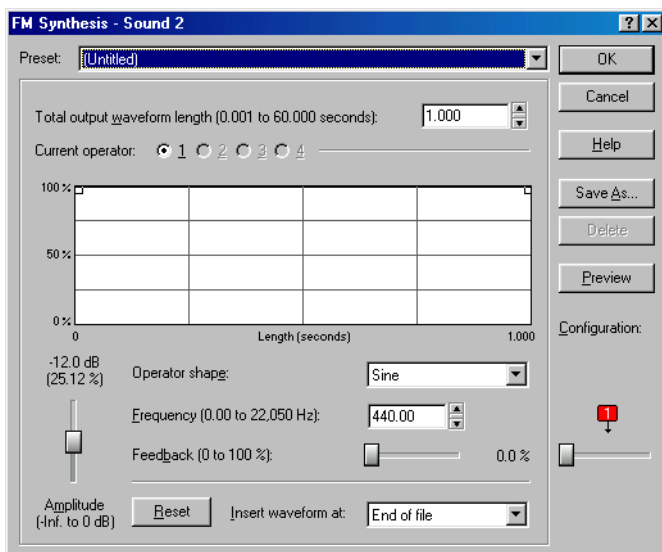 FM Synthesis - Sound 2
Preset: (Untitled)
OK
Cancel
Help
Save As...
Delete
Preview
Configuration:
1
Total output waveform length (0.001 to 60.000 seconds): 1.000
Current operator: 1 2 3 4
100 %
50 %
0 %
0 Length (seconds) 1.000
-12.0 dB
(25.12 %)
Operator shape: Sine
Frequency (0.00 to 22,050 Hz): 440.00
Feedback (0 to 100 %): 0.0 %
Amplitude
(-Inf. to 0 dB)
Reset
Insert waveform at: End of file